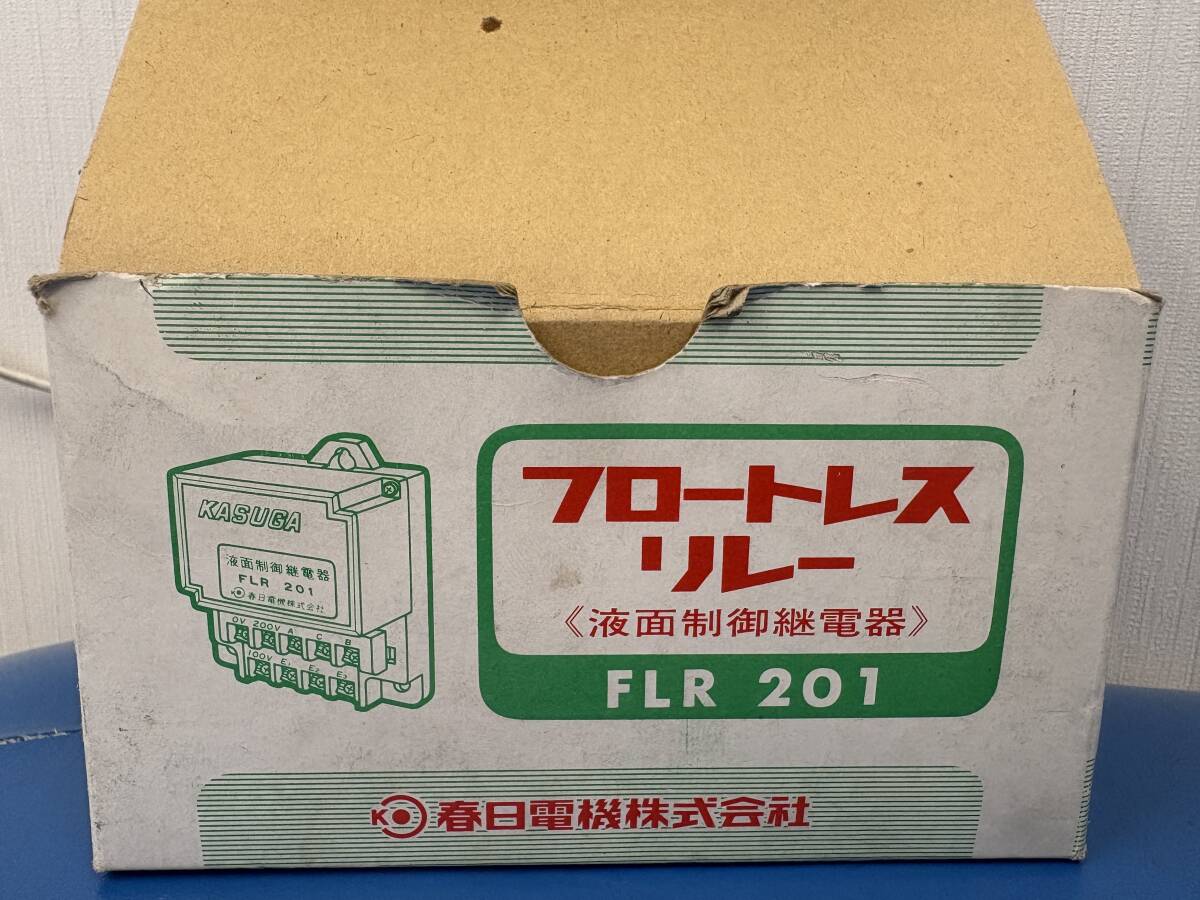 KASUGA
液面制御継電器
FLR 201
春日電機株式会社
0V 200V A C B
100V E1 E2 E3
フロートレス
リレー
《液面制御継電器》
FLR 201
K 春日電機株式会社